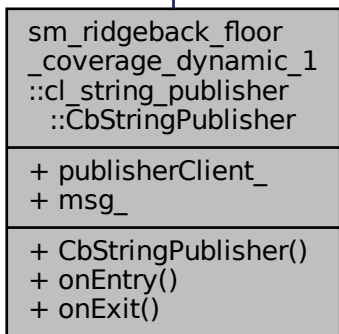 sm_ridgeback_floor
_coverage_dynamic_1
::cl_string_publisher
::CbStringPublisher
+ publisherClient_
+ msg_
+ CbStringPublisher()
+ onEntry()
+ onExit()